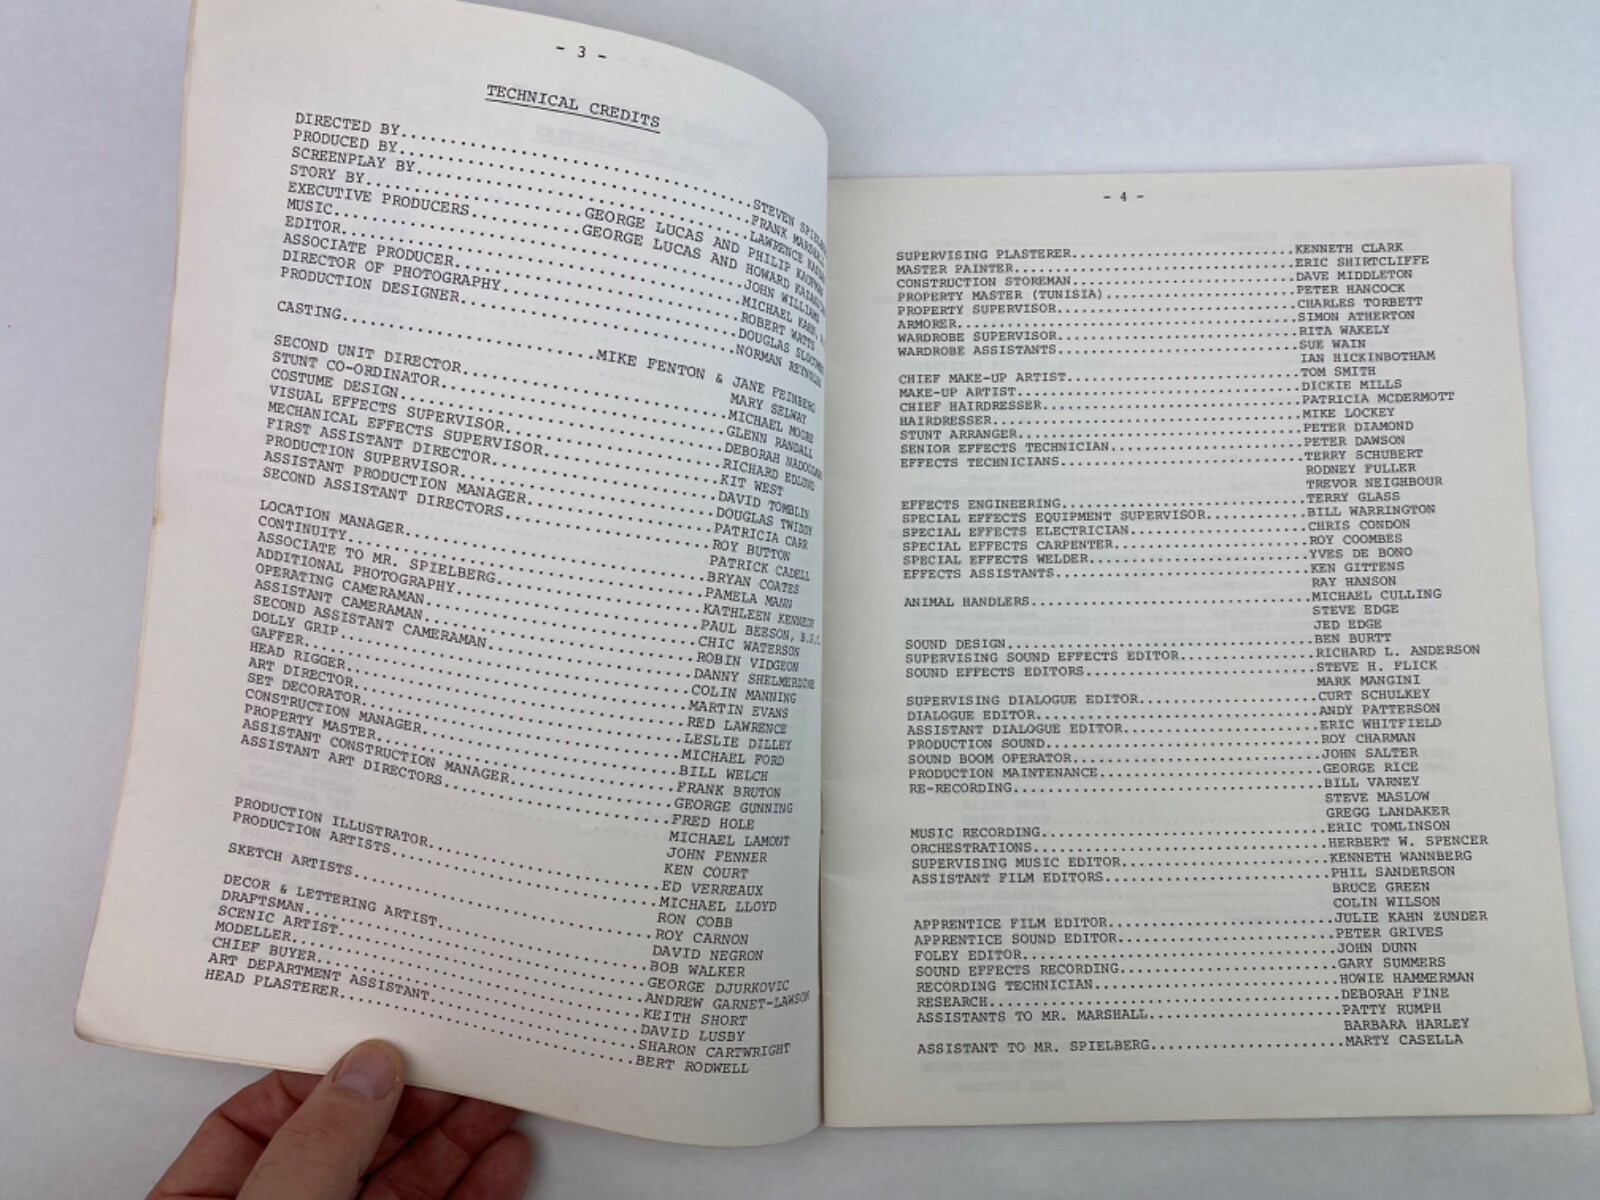 - 3 -
TECHNICAL CREDITS
DIRECTED BY..........STEVEN SPIELB
PRODUCED BY..........FRANK MARSHALL
SCREENPLAY BY..........LAWRENCE KASDAN
STORY BY..........GEORGE LUCAS AND PHILIP KAUFMAN
EXECUTIVE PRODUCERS..........GEORGE LUCAS AND HOWARD KAZANJIAN
MUSIC..........JOHN WILLIAMS
EDITOR..........MICHAEL KAHN, A.
ASSOCIATE PRODUCER..........ROBERT WATTS
DIRECTOR OF PHOTOGRAPHY..........DOUGLAS SLOCOMBE
PRODUCTION DESIGNER..........NORMAN REYNOLDS
CASTING..........MIKE FENTON & JANE FEINBERG
MARY SELWAY
SECOND UNIT DIRECTOR..........MICHAEL MOORE
STUNT CO-ORDINATOR..........GLENN RANDALL
COSTUME DESIGN..........DEBORAH NADOOLMAN
VISUAL EFFECTS SUPERVISOR..........RICHARD EDLUND
MECHANICAL EFFECTS SUPERVISOR..........KIT WEST
FIRST ASSISTANT DIRECTOR..........DAVID TOMBLIN
PRODUCTION SUPERVISOR..........DOUGLAS TWIDDY
ASSISTANT PRODUCTION MANAGER..........PATRICIA CARR
SECOND ASSISTANT DIRECTORS..........ROY BUTTON
PATRICK CADELL
LOCATION MANAGER..........BRYAN COATES
CONTINUITY..........PAMELA MANN
ASSOCIATE TO MR. SPIELBERG..........KATHLEEN KENNEDY
ADDITIONAL PHOTOGRAPHY..........PAUL BEESON, B.S.C.
OPERATING CAMERAMAN..........CHIC WATERSON
ASSISTANT CAMERAMAN..........ROBIN VIDGEON
SECOND ASSISTANT CAMERAMAN..........DANNY SHELMERDINE
DOLLY GRIP..........COLIN MANNING
GAFFER..........MARTIN EVANS
HEAD RIGGER..........RED LAWRENCE
ART DIRECTOR..........LESLIE DILLEY
SET DECORATOR..........MICHAEL FORD
CONSTRUCTION MANAGER..........BILL WELCH
PROPERTY MASTER..........FRANK BRUTON
ASSISTANT CONSTRUCTION MANAGER..........GEORGE GUNNING
ASSISTANT ART DIRECTORS..........FRED HOLE
MICHAEL LAMONT
JOHN FENNER
KEN COURT
PRODUCTION ILLUSTRATOR..........ED VERREAUX
PRODUCTION ARTISTS..........MICHAEL LLOYD
RON COBB
SKETCH ARTISTS..........ROY CARNON
DAVID NEGRON
DECOR & LETTERING ARTIST..........BOB WALKER
DRAFTSMAN..........GEORGE DJURKOVIC
SCENIC ARTIST..........ANDREW GARNET-LAWSON
MODELLER..........KEITH SHORT
CHIEF BUYER..........DAVID LUSBY
ART DEPARTMENT ASSISTANT..........SHARON CARTWRIGHT
HEAD PLASTERER..........BERT RODWELL
- 4 -
SUPERVISING PLASTERER..........KENNETH CLARK
MASTER PAINTER..........ERIC SHIRTCLIFFE
CONSTRUCTION STOREMAN..........DAVE MIDDLETON
PROPERTY MASTER (TUNISIA)..........PETER HANCOCK
PROPERTY SUPERVISOR..........CHARLES TORBETT
ARMORER..........SIMON ATHERTON
WARDROBE SUPERVISOR..........RITA WAKELY
WARDROBE ASSISTANTS..........SUE WAIN
IAN HICKINBOTHAM
CHIEF MAKE-UP ARTIST..........TOM SMITH
MAKE-UP ARTIST..........DICKIE MILLS
CHIEF HAIRDRESSER..........PATRICIA MCDERMOTT
HAIRDRESSER..........MIKE LOCKEY
STUNT ARRANGER..........PETER DIAMOND
SENIOR EFFECTS TECHNICIAN..........PETER DAWSON
EFFECTS TECHNICIANS..........TERRY SCHUBERT
RODNEY FULLER
TREVOR NEIGHBOUR
EFFECTS ENGINEERING..........TERRY GLASS
SPECIAL EFFECTS EQUIPMENT SUPERVISOR..........BILL WARRINGTON
SPECIAL EFFECTS ELECTRICIAN..........CHRIS CONDON
SPECIAL EFFECTS CARPENTER..........ROY COOMBES
SPECIAL EFFECTS WELDER..........YVES DE BONO
EFFECTS ASSISTANTS..........KEN GITTENS
RAY HANSON
ANIMAL HANDLERS..........MICHAEL CULLING
STEVE EDGE
JED EDGE
SOUND DESIGN..........BEN BURTT
SUPERVISING SOUND EFFECTS EDITOR..........RICHARD L. ANDERSON
SOUND EFFECTS EDITORS..........STEVE H. FLICK
MARK MANGINI
SUPERVISING DIALOGUE EDITOR..........CURT SCHULKEY
DIALOGUE EDITOR..........ANDY PATTERSON
ASSISTANT DIALOGUE EDITOR..........ERIC WHITFIELD
PRODUCTION SOUND..........ROY CHARMAN
SOUND BOOM OPERATOR..........JOHN SALTER
PRODUCTION MAINTENANCE..........GEORGE RICE
RE-RECORDING..........BILL VARNEY
STEVE MASLOW
GREGG LANDAKER
MUSIC RECORDING..........ERIC TOMLINSON
ORCHESTRATIONS..........HERBERT W. SPENCER
SUPERVISING MUSIC EDITOR..........KENNETH WANNBERG
ASSISTANT FILM EDITORS..........PHIL SANDERSON
BRUCE GREEN
COLIN WILSON
APPRENTICE FILM EDITOR..........JULIE KAHN ZUNDER
APPRENTICE SOUND EDITOR..........PETER GRIVES
FOLEY EDITOR..........JOHN DUNN
SOUND EFFECTS RECORDING..........GARY SUMMERS
RECORDING TECHNICIAN..........HOWIE HAMMERMAN
RESEARCH..........DEBORAH FINE
ASSISTANTS TO MR. MARSHALL..........PATTY RUMPH
BARBARA HARLEY
ASSISTANT TO MR. SPIELBERG..........MARTY CASELLA